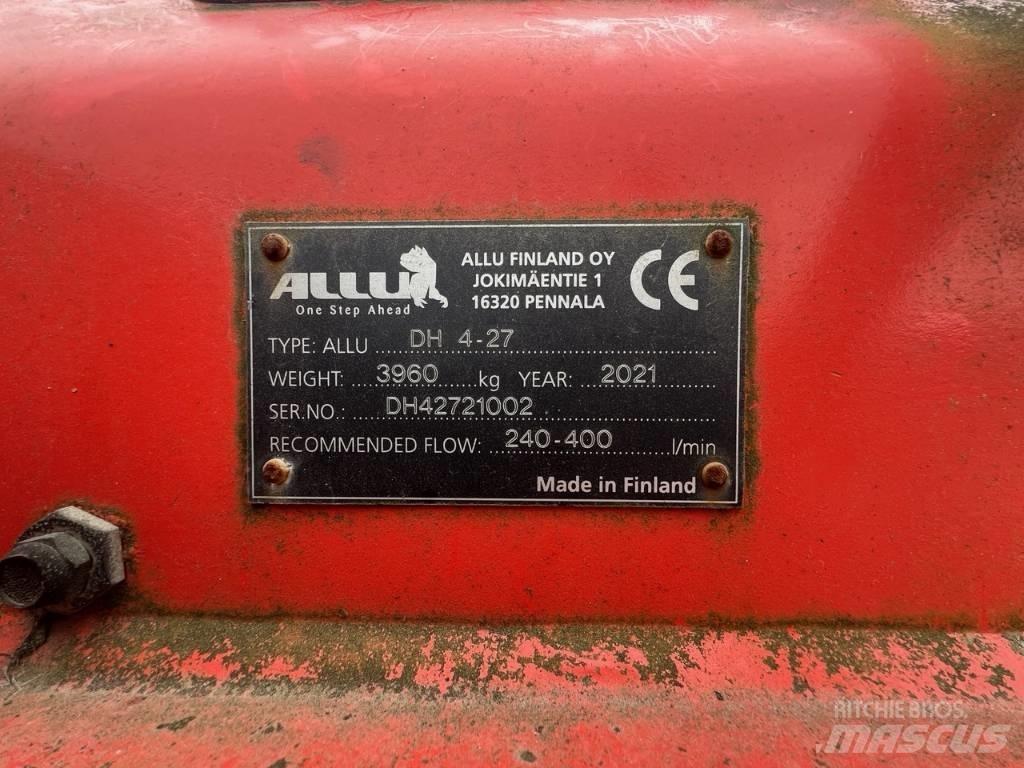 ALLU
One Step Ahead
ALLU FINLAND OY
JOKIMÄENTIE 1
16320 PENNALA
CE
TYPE: ALLU DH 4-27
WEIGHT: 3960 kg YEAR: 2021
SER.NO.: DH42721002
RECOMMENDED FLOW: 240-400 l/min
Made in Finland
RITCHIE BROS.
MASCUS